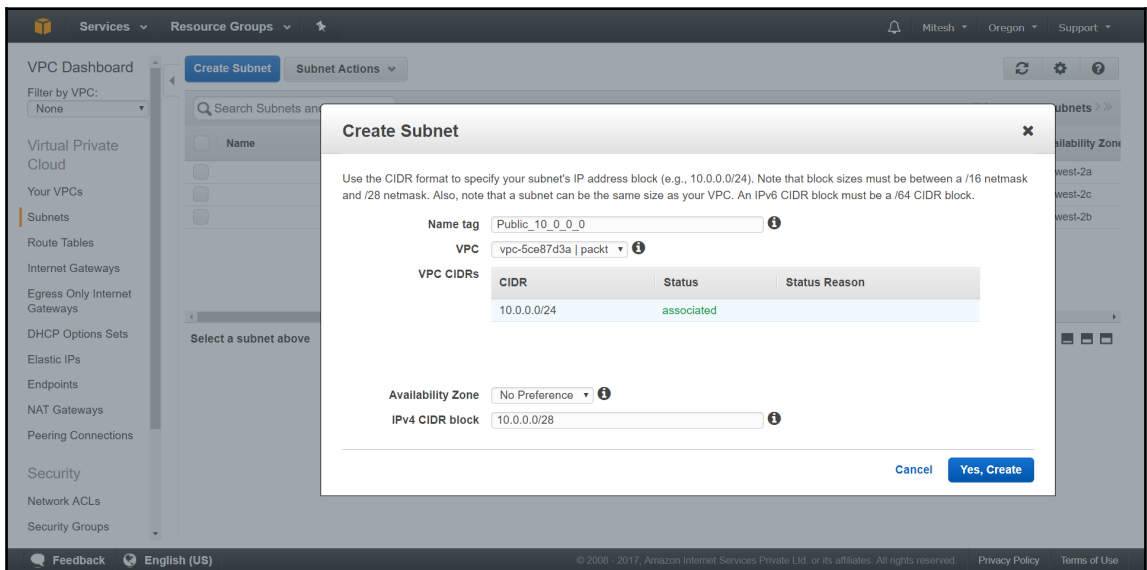 Services Resource Groups Mitesh Oregon Support
VPC Dashboard
Filter by VPC:
None
Virtual Private
Cloud
Your VPCs
Subnets
Route Tables
Internet Gateways
Egress Only Internet
Gateways
DHCP Options Sets
Elastic IPs
Endpoints
NAT Gateways
Peering Connections
Security
Network ACLs
Security Groups
Create Subnet Subnet Actions
Search Subnets an
ubnets
Name
ailability Zone
west-2a
west-2c
west-2b
Select a subnet above
Create Subnet
Use the CIDR format to specify your subnet's IP address block (e.g., 10.0.0.0/24). Note that block sizes must be between a /16 netmask
and /28 netmask. Also, note that a subnet can be the same size as your VPC. An IPv6 CIDR block must be a /64 CIDR block.
Name tag Public_10_0_0_0
VPC vpc-5ce87d3a | packt
VPC CIDRs
CIDR Status Status Reason
10.0.0.0/24 associated
Availability Zone No Preference
IPv4 CIDR block 10.0.0.0/28
Cancel Yes, Create
Feedback English (US) © 2008 - 2017, Amazon Internet Services Private Ltd. or its affiliates. All rights reserved. Privacy Policy Terms of Use